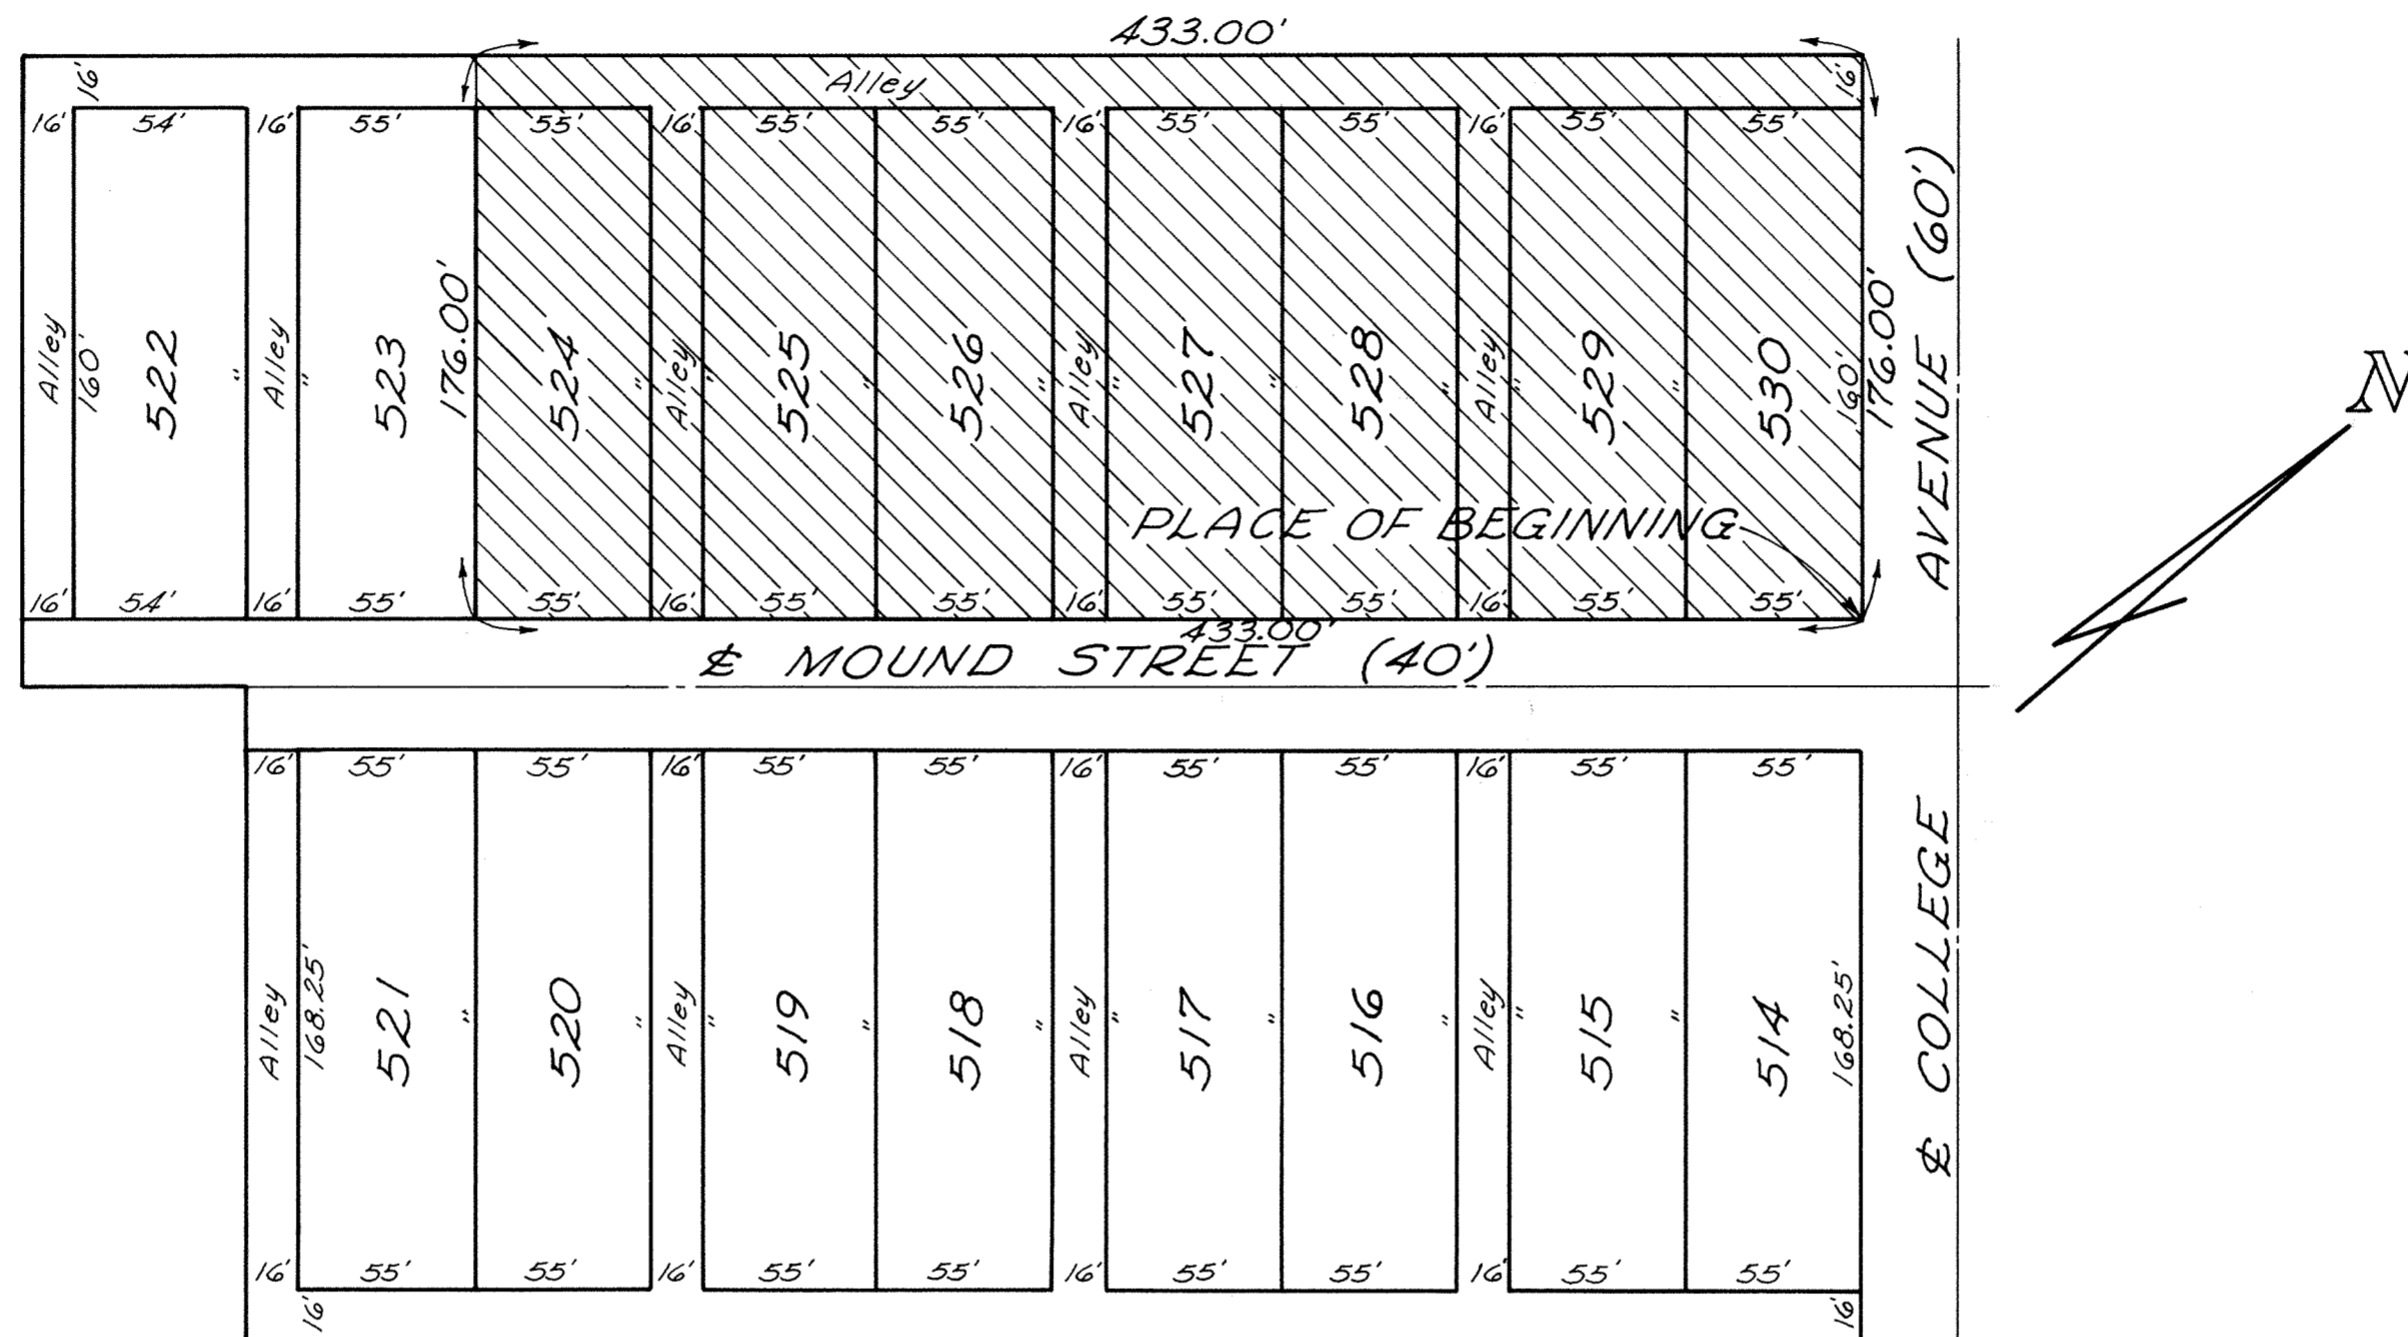 433.00'
16' Alley 16'
16' 54' 16' 55' 55' 16' 55' 55' 16' 55' 55' 16' 55' 55'
Alley 160' 522 " Alley " 523 176.00' 524 " Alley " 525 " 526 " Alley " 527 " 528 " Alley " 529 " 530 160' 176.00'
AVENUE (60')
N
PLACE OF BEGINNING
16' 54' 16' 55' 55' 16' 55' 55' 16' 55' 55' 16' 55' 55'
433.00'
℄ MOUND STREET (40')
16' 55' 55' 16' 55' 55' 16' 55' 55' 16' 55' 55'
Alley 168.25' 521 " 520 " Alley " 519 " 518 " Alley " 517 " 516 " Alley " 515 " 514 168.25'
℄ COLLEGE
16' 55' 55' 16' 55' 55' 16' 55' 55' 16' 55' 55'
16' 16'